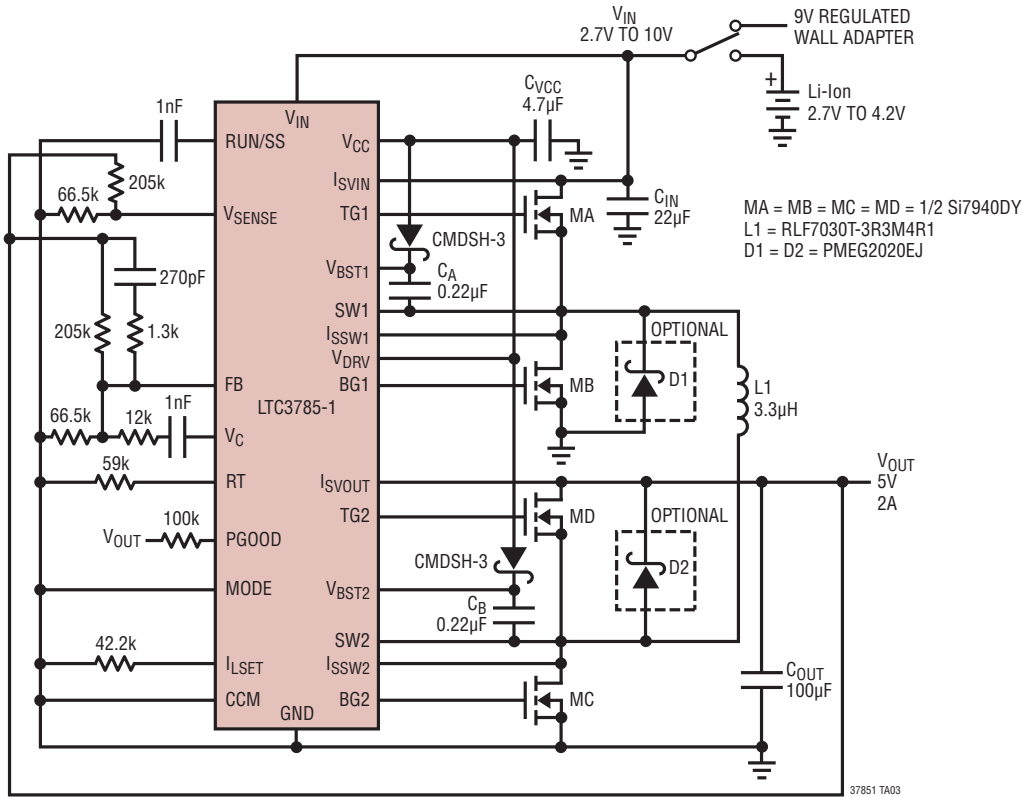 VIN
2.7V TO 10V
9V REGULATED
WALL ADAPTER
Li-Ion
2.7V TO 4.2V
+
CVCC
4.7µF
1nF
VIN
RUN/SS
VCC
205k
66.5k
VSENSE
ISVIN
TG1
MA
CIN
22µF
MA = MB = MC = MD = 1/2 Si7940DY
L1 = RLF7030T-3R3M4R1
D1 = D2 = PMEG2020EJ
CMDSH-3
VBST1
CA
0.22µF
270pF
SW1
ISSW1
OPTIONAL
205k
1.3k
VDRV
FB
BG1
MB
D1
L1
3.3µH
LTC3785-1
66.5k
12k
1nF
VC
59k
RT
ISVOUT
VOUT
5V
2A
VOUT
100k
PGOOD
TG2
MD
OPTIONAL
CMDSH-3
D2
MODE
VBST2
CB
0.22µF
SW2
42.2k
ILSET
ISSW2
COUT
100µF
CCM
BG2
MC
GND
37851 TA03